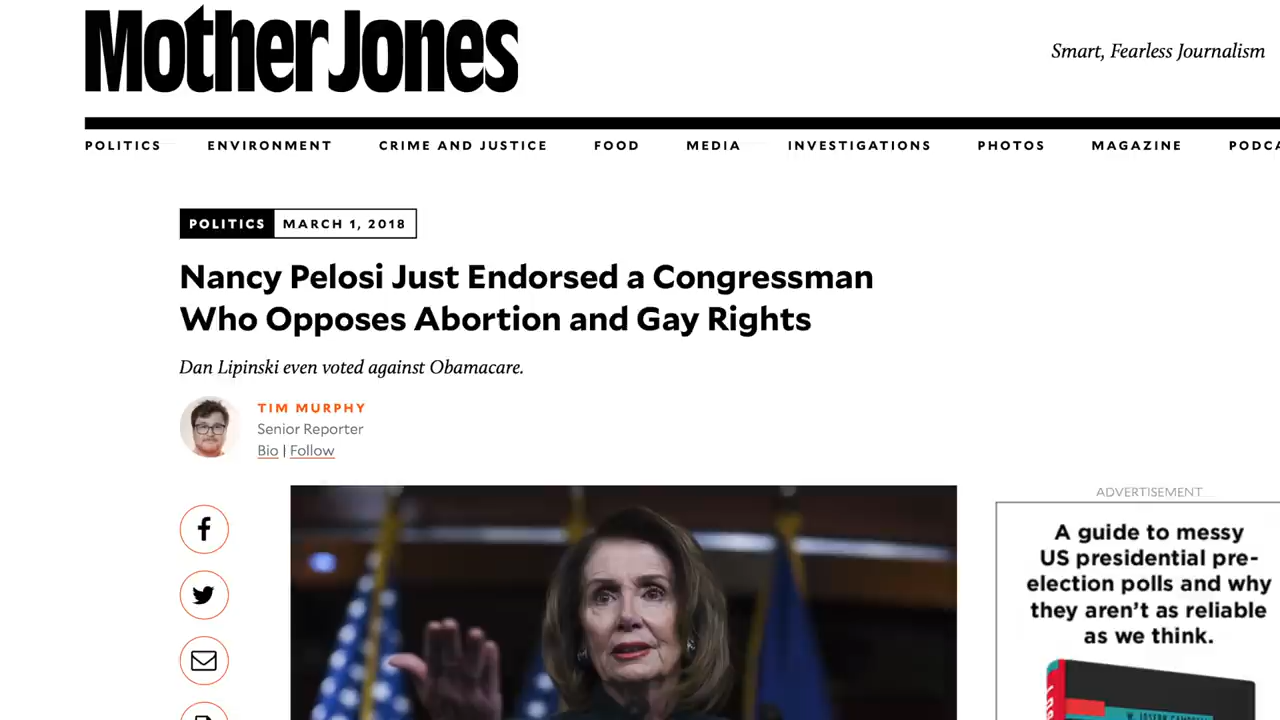 Mother Jones
Smart, Fearless Journalism
POLITICS ENVIRONMENT CRIME AND JUSTICE FOOD MEDIA INVESTIGATIONS PHOTOS MAGAZINE
POLITICS MARCH 1, 2018
Nancy Pelosi Just Endorsed a Congressman
Who Opposes Abortion and Gay Rights
Dan Lipinski even voted against Obamacare.
TIM MURPHY
Senior Reporter
Bio | Follow
ADVERTISEMENT
A guide to messy
US presidential pre-
election polls and why
they aren't as reliable
as we think.